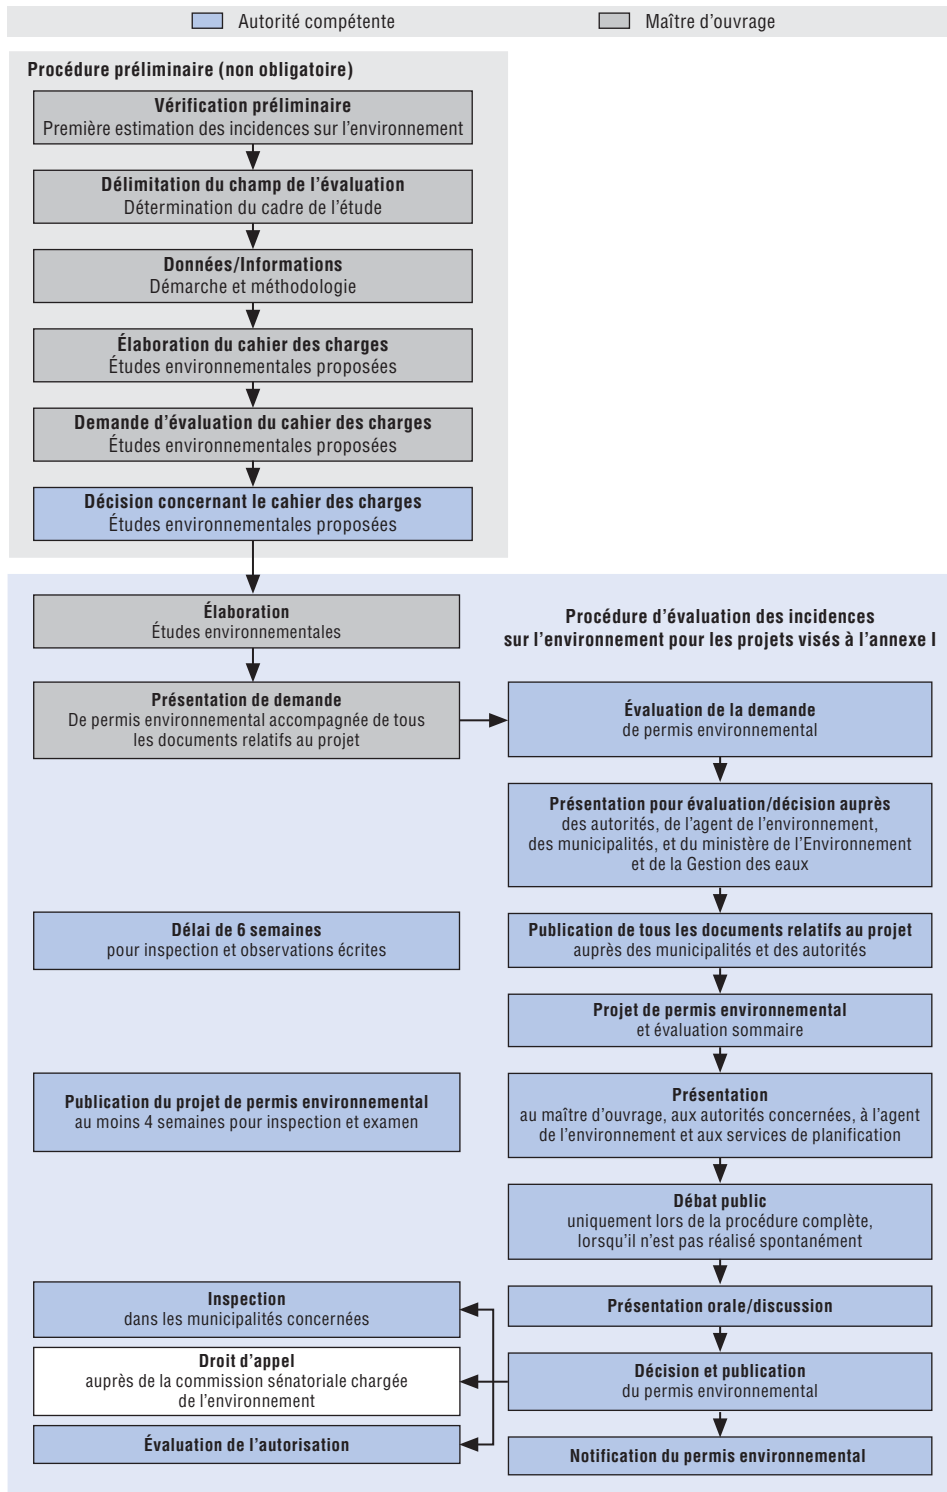 Autorité compétente
Maître d'ouvrage
Procédure préliminaire (non obligatoire)
Vérification préliminaire
Première estimation des incidences sur l'environnement
Délimitation du champ de l'évaluation
Détermination du cadre de l'étude
Données/Informations
Démarche et méthodologie
Élaboration du cahier des charges
Études environnementales proposées
Demande d'évaluation du cahier des charges
Études environnementales proposées
Décision concernant le cahier des charges
Études environnementales proposées
Élaboration
Études environnementales
Procédure d'évaluation des incidences
sur l'environnement pour les projets visés à l'annexe I
Présentation de demande
De permis environnemental accompagnée de tous
les documents relatifs au projet
Évaluation de la demande
de permis environnemental
Présentation pour évaluation/décision auprès
des autorités, de l'agent de l'environnement,
des municipalités, et du ministère de l'Environnement
et de la Gestion des eaux
Délai de 6 semaines
pour inspection et observations écrites
Publication de tous les documents relatifs au projet
auprès des municipalités et des autorités
Projet de permis environnemental
et évaluation sommaire
Publication du projet de permis environnemental
au moins 4 semaines pour inspection et examen
Présentation
au maître d'ouvrage, aux autorités concernées, à l'agent
de l'environnement et aux services de planification
Débat public
uniquement lors de la procédure complète,
lorsqu'il n'est pas réalisé spontanément
Inspection
dans les municipalités concernées
Présentation orale/discussion
Droit d'appel
auprès de la commission sénatoriale chargée
de l'environnement
Décision et publication
du permis environnemental
Évaluation de l'autorisation
Notification du permis environnemental